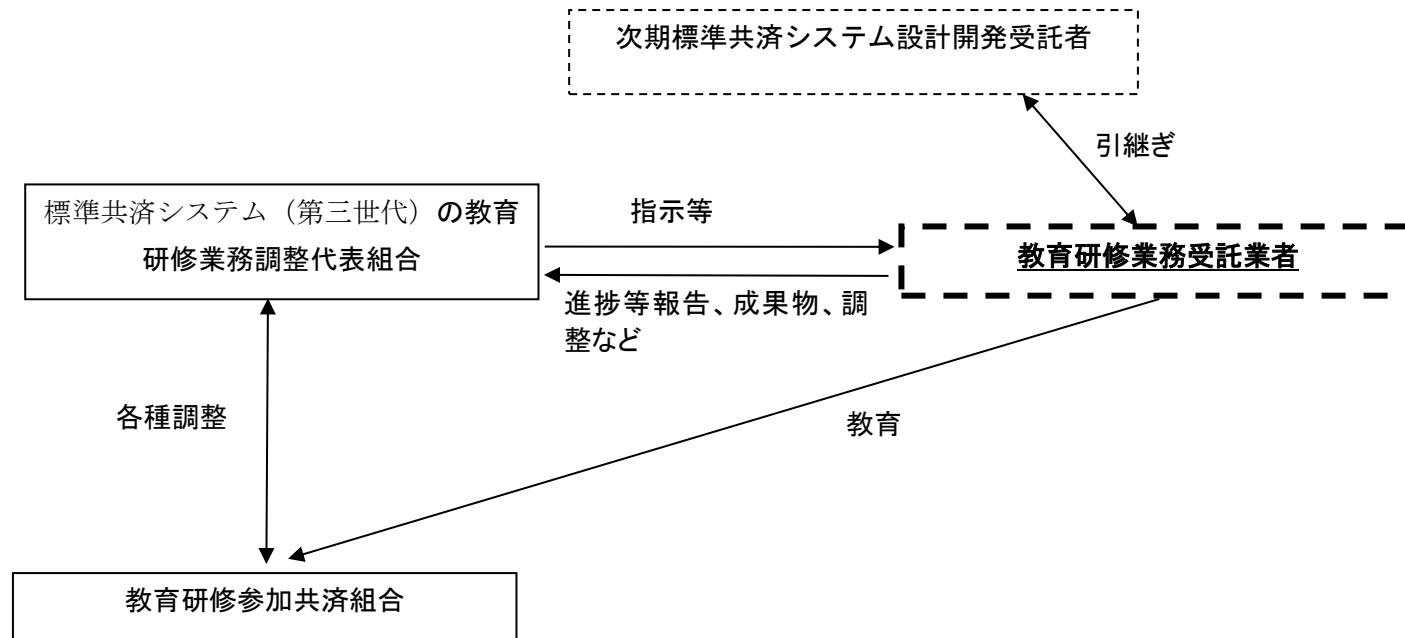 次期標準共済システム設計開発受託者
引継ぎ
標準共済システム（第三世代）の教育
研修業務調整代表組合
指示等
教育研修業務受託業者
進捗等報告、成果物、調
整など
各種調整
教育
教育研修参加共済組合